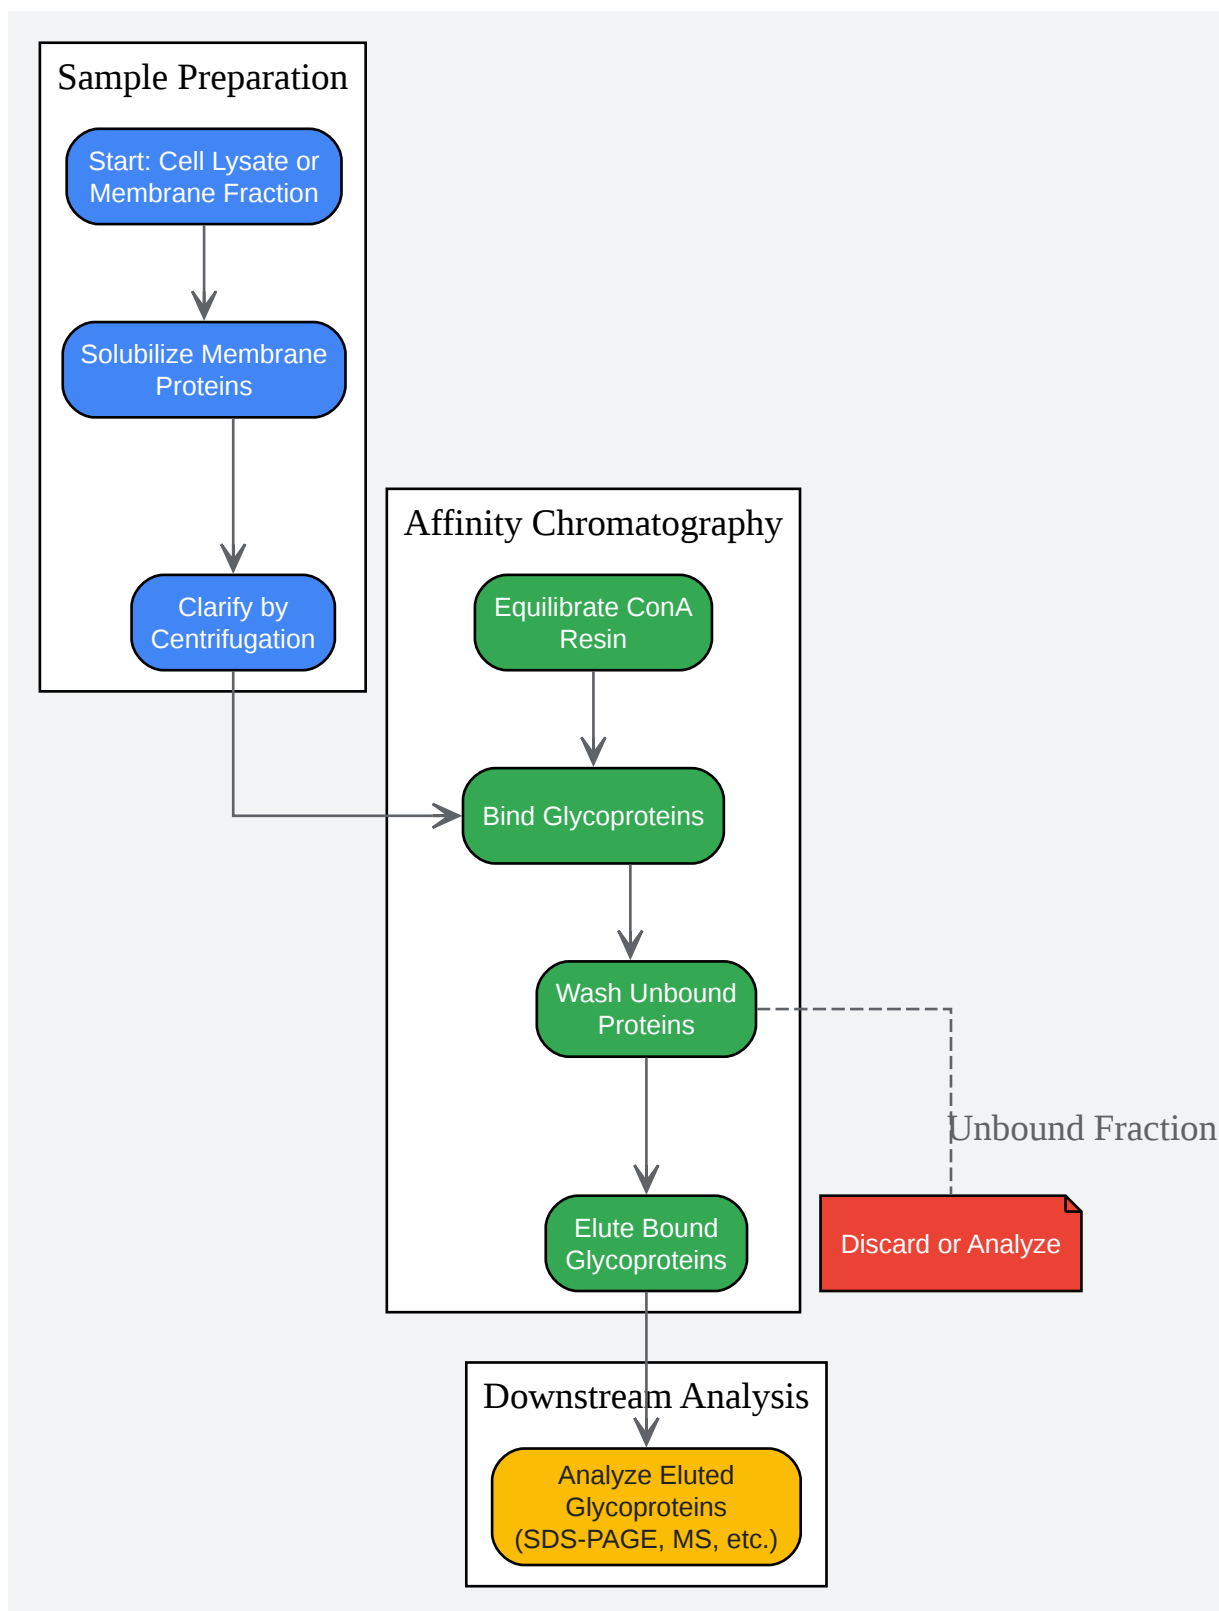 Sample Preparation
Start: Cell Lysate or
Membrane Fraction
Solubilize Membrane
Proteins
Clarify by
Centrifugation
Affinity Chromatography
Equilibrate ConA
Resin
Bind Glycoproteins
Wash Unbound
Proteins
Unbound Fraction
Elute Bound
Glycoproteins
Discard or Analyze
Downstream Analysis
Analyze Eluted
Glycoproteins
(SDS-PAGE, MS, etc.)